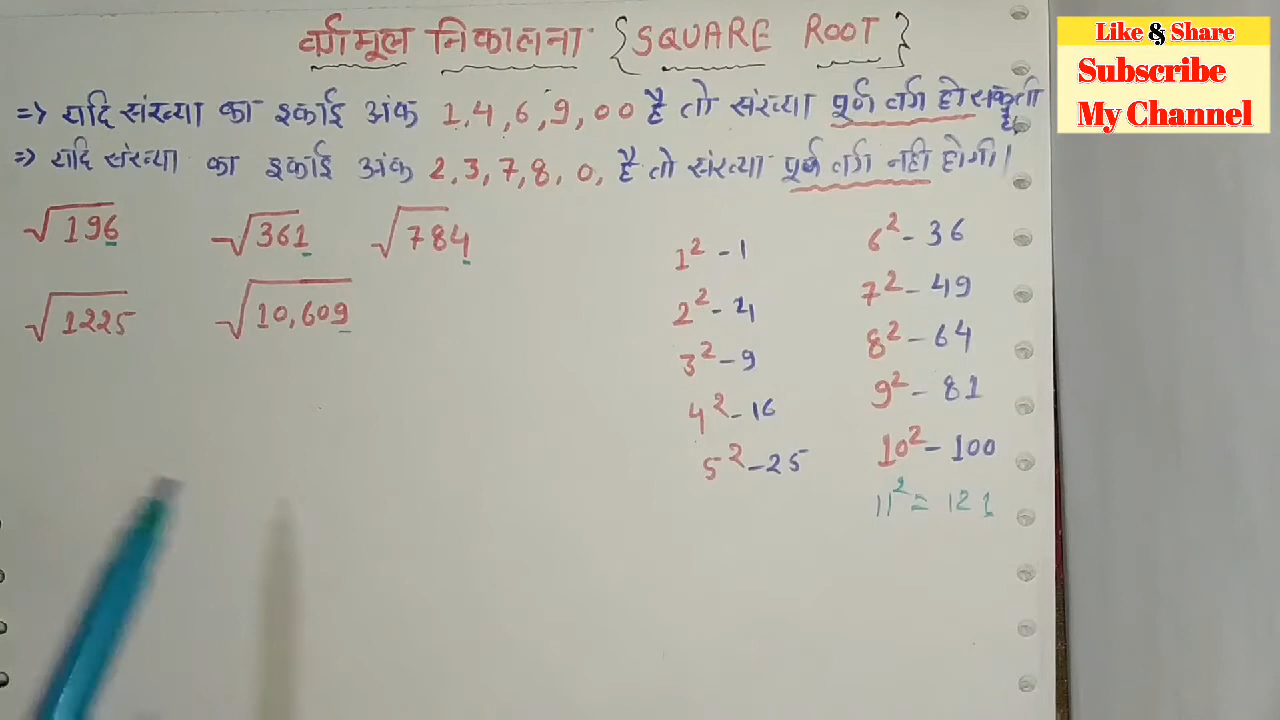 वर्गमूल निकालना {SQUARE ROOT}
Like & Share
Subscribe
My Channel
=> यदि संख्या का इकाई अंक 1,4,6,9,00 है तो संख्या पूर्ण वर्ग हो सकती है,
=> यदि संख्या का इकाई अंक 2,3,7,8,0, है तो संख्या पूर्ण वर्ग नही होगी।
√196 √361 √784
√1225 √10,609
1² - 1
2² - 4
3² - 9
4² - 16
5² - 25
6² - 36
7² - 49
8² - 64
9² - 81
10² - 100
11² = 121